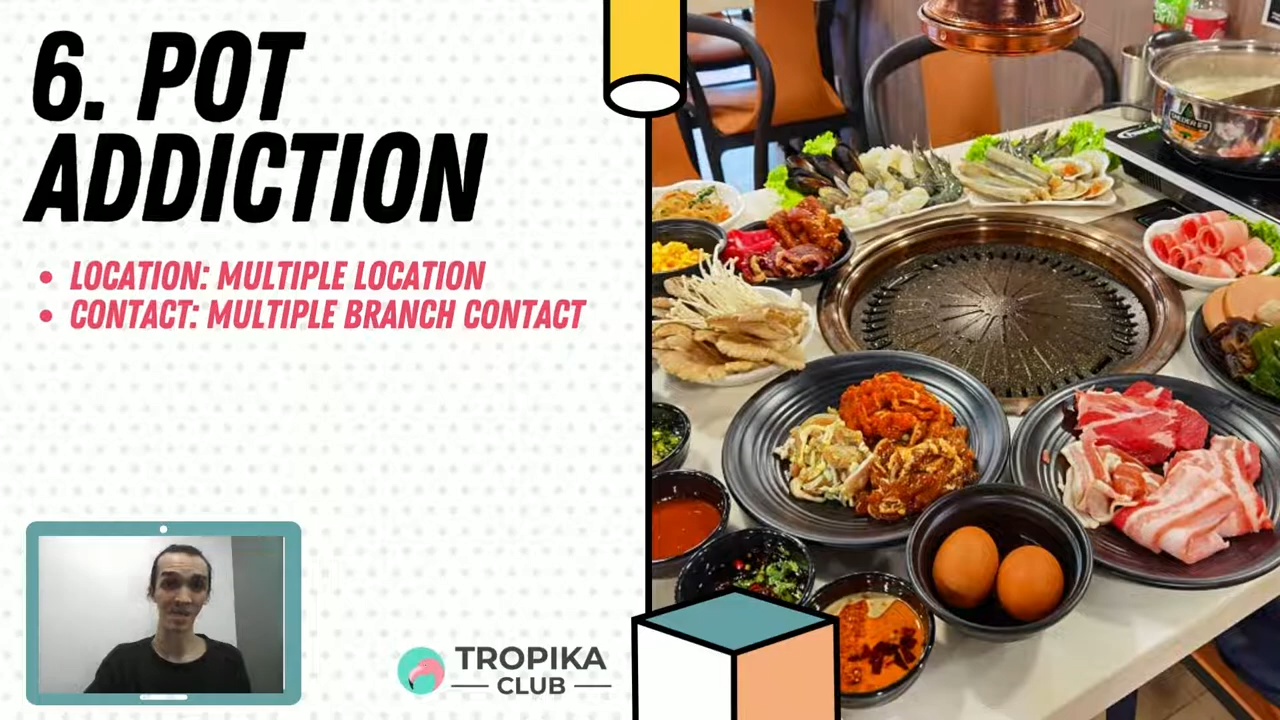 6. POT
ADDICTION
• LOCATION: MULTIPLE LOCATION
• CONTACT: MULTIPLE BRANCH CONTACT
TROPIKA
CLUB